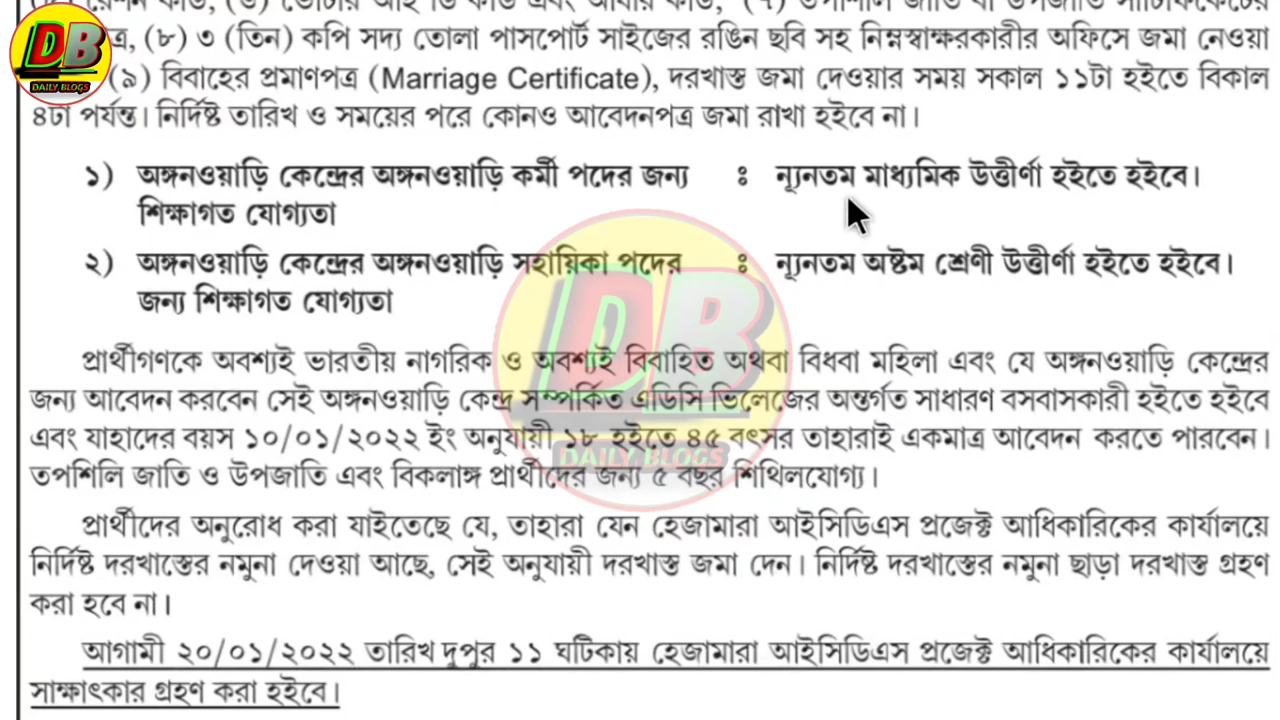 DB
DAILY BLOGS
ত্র, (৮) ৩ (তিন) কপি সদ্য তোলা পাসপোর্ট সাইজের রঙিন ছবি সহ নিম্নস্বাক্ষরকারীর অফিসে জমা নেওয়া
(৯) বিবাহের প্রমাণপত্র (Marriage Certificate), দরখাস্ত জমা দেওয়ার সময় সকাল ১১টা হইতে বিকাল
৪টা পর্যন্ত। নির্দিষ্ট তারিখ ও সময়ের পরে কোনও আবেদনপত্র জমা রাখা হইবে না।
১) অঙ্গনওয়াড়ি কেন্দ্রের অঙ্গনওয়াড়ি কর্মী পদের জন্য ঃ ন্যূনতম মাধ্যমিক উত্তীর্ণা হইতে হইবে।
শিক্ষাগত যোগ্যতা
২) অঙ্গনওয়াড়ি কেন্দ্রের অঙ্গনওয়াড়ি সহায়িকা পদের ঃ ন্যূনতম অষ্টম শ্রেণী উত্তীর্ণা হইতে হইবে।
জন্য শিক্ষাগত যোগ্যতা
প্রার্থীগণকে অবশ্যই ভারতীয় নাগরিক ও অবশ্যই বিবাহিত অথবা বিধবা মহিলা এবং যে অঙ্গনওয়াড়ি কেন্দ্রের
জন্য আবেদন করবেন সেই অঙ্গনওয়াড়ি কেন্দ্র সম্পর্কিত এডিসি ভিলেজের অন্তর্গত সাধারণ বসবাসকারী হইতে হইবে
এবং যাহাদের বয়স ১০/০১/২০২২ ইং অনুযায়ী ১৮ হইতে ৪৫ বৎসর তাহারাই একমাত্র আবেদন করতে পারবেন।
তপশিলি জাতি ও উপজাতি এবং বিকলাঙ্গ প্রার্থীদের জন্য ৫ বছর শিথিলযোগ্য।
প্রার্থীদের অনুরোধ করা যাইতেছে যে, তাহারা যেন হেজামারা আইসিডিএস প্রজেক্ট আধিকারিকের কার্যালয়ে
নির্দিষ্ট দরখাস্তের নমুনা দেওয়া আছে, সেই অনুযায়ী দরখাস্ত জমা দেন। নির্দিষ্ট দরখাস্তের নমুনা ছাড়া দরখাস্ত গ্রহণ
করা হবে না।
আগামী ২০/০১/২০২২ তারিখ দুপুর ১১ ঘটিকায় হেজামারা আইসিডিএস প্রজেক্ট আধিকারিকের কার্যালয়ে
সাক্ষাৎকার গ্রহণ করা হইবে।
DB
DAILY BLOGS